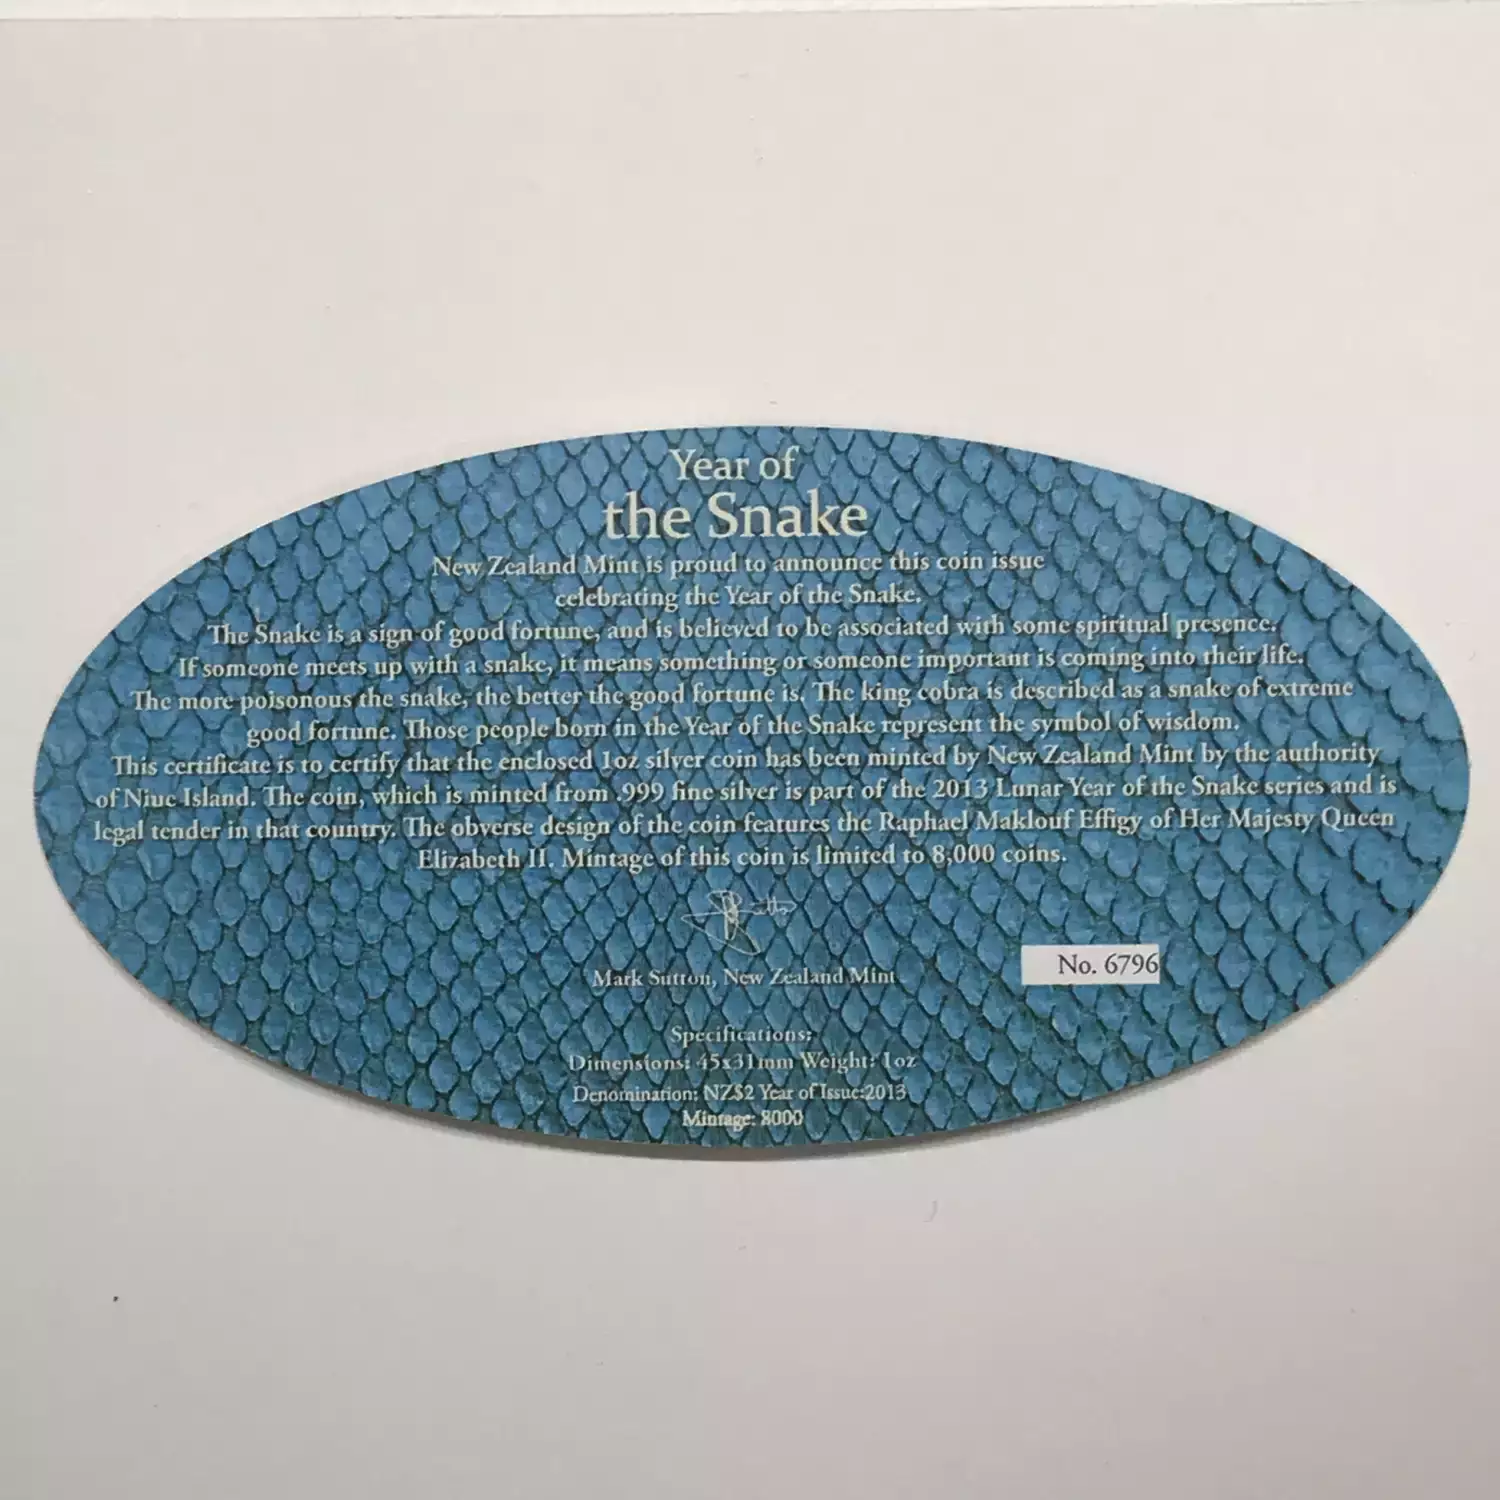 Year of
the Snake
New Zealand Mint is proud to announce this coin issue
celebrating the Year of the Snake.
The Snake is a sign of good fortune, and is believed to be associated with some spiritual presence.
If someone meets up with a snake, it means something or someone important is coming into their life.
The more poisonous the snake, the better the good fortune is. The king cobra is described as a snake of extreme
good fortune. Those people born in the Year of the Snake represent the symbol of wisdom.
This certificate is to certify that the enclosed 1oz silver coin has been minted by New Zealand Mint by the authority
of Niue Island. The coin, which is minted from .999 fine silver is part of the 2013 Lunar Year of the Snake series and is
legal tender in that country. The obverse design of the coin features the Raphael Maklouf Effigy of Her Majesty Queen
Elizabeth II. Mintage of this coin is limited to 8,000 coins.
Mark Sutton, New Zealand Mint
No. 6796
Specifications:
Dimensions: 45x31mm Weight: 1oz
Denomination: NZ$2 Year of Issue:2013
Mintage: 8000